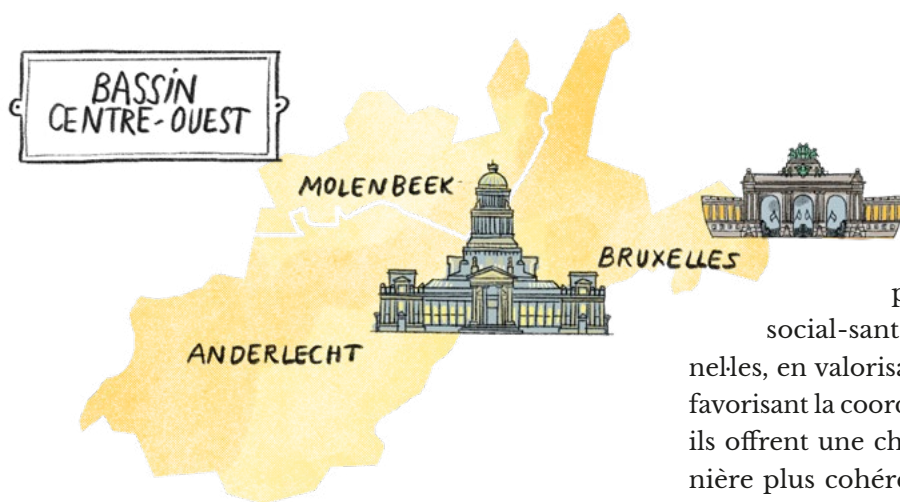 BASSIN
CENTRE-OUEST
MOLENBEEK
BRUXELLES
ANDERLECHT
social-sant
nel·les, en valorisa
favorisant la coord
ils offrent une ch
nière plus cohér